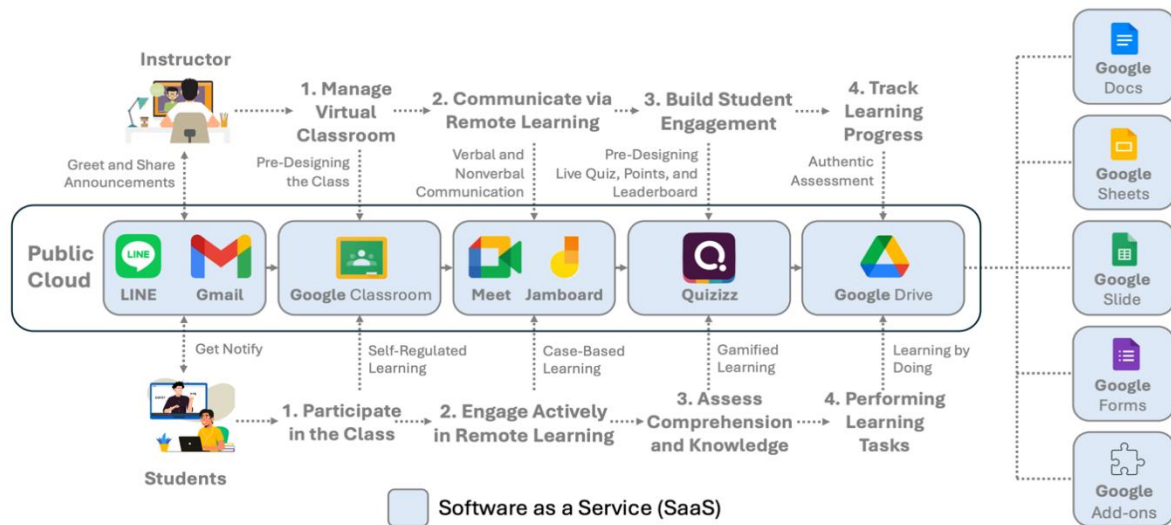 Instructor
1. Manage
Virtual
Classroom
2. Communicate via
Remote Learning
3. Build Student
Engagement
4. Track
Learning
Progress
Greet and Share
Announcements
Pre-Designing
the Class
Verbal and
Nonverbal
Communication
Pre-Designing
Live Quiz, Points, and
Leaderboard
Authentic
Assessment
Public
Cloud
LINE
LINE
Gmail
Google Classroom
Meet
Jamboard
Quizizz
Google Drive
Get Notify
Self-Regulated
Learning
Case-Based
Learning
Gamified
Learning
Learning by
Doing
Students
1. Participate
in the Class
2. Engage Actively
in Remote Learning
3. Assess
Comprehension
and Knowledge
4. Performing
Learning
Tasks
Google
Docs
Google
Sheets
Google
Slide
Google
Forms
Google
Add-ons
Software as a Service (SaaS)